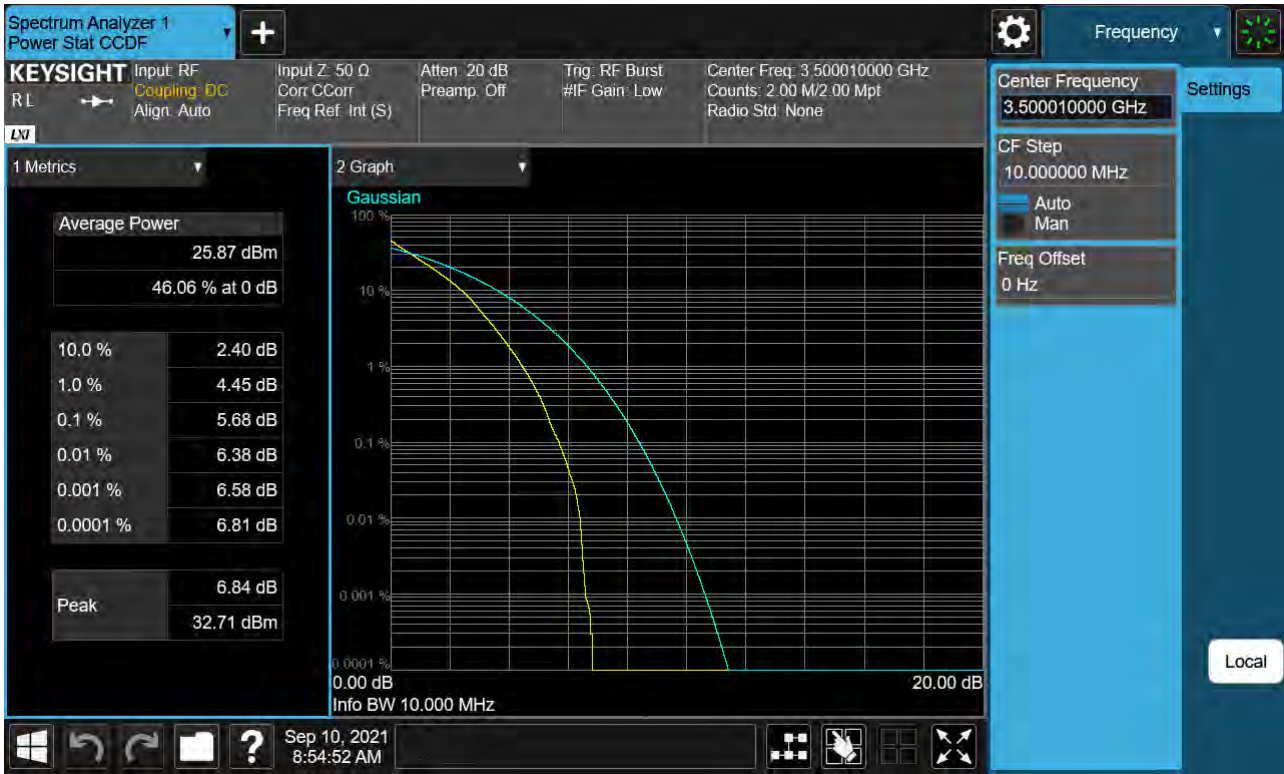 Spectrum Analyzer 1
Power Stat CCDF
+
Frequency
KEYSIGHT
RL
LXI
Input: RF
Coupling: DC
Align: Auto
Input Z: 50 Ω
Corr CCorr
Freq Ref: Int (S)
Atten: 20 dB
Preamp: Off
Trig: RF Burst
#IF Gain: Low
Center Freq: 3.500010000 GHz
Counts: 2.00 M/2.00 Mpt
Radio Std: None
Center Frequency
3.500010000 GHz
Settings
CF Step
10.000000 MHz
Auto
Man
Freq Offset
0 Hz
1 Metrics
Average Power
25.87 dBm
46.06 % at 0 dB
10.0 % 2.40 dB
1.0 % 4.45 dB
0.1 % 5.68 dB
0.01 % 6.38 dB
0.001 % 6.58 dB
0.0001 % 6.81 dB
Peak
6.84 dB
32.71 dBm
2 Graph
Gaussian
100 %
10 %
1 %
0.1 %
0.01 %
0.001 %
0.0001 %
0.00 dB 20.00 dB
Info BW 10.000 MHz
Local
?
Sep 10, 2021
8:54:52 AM